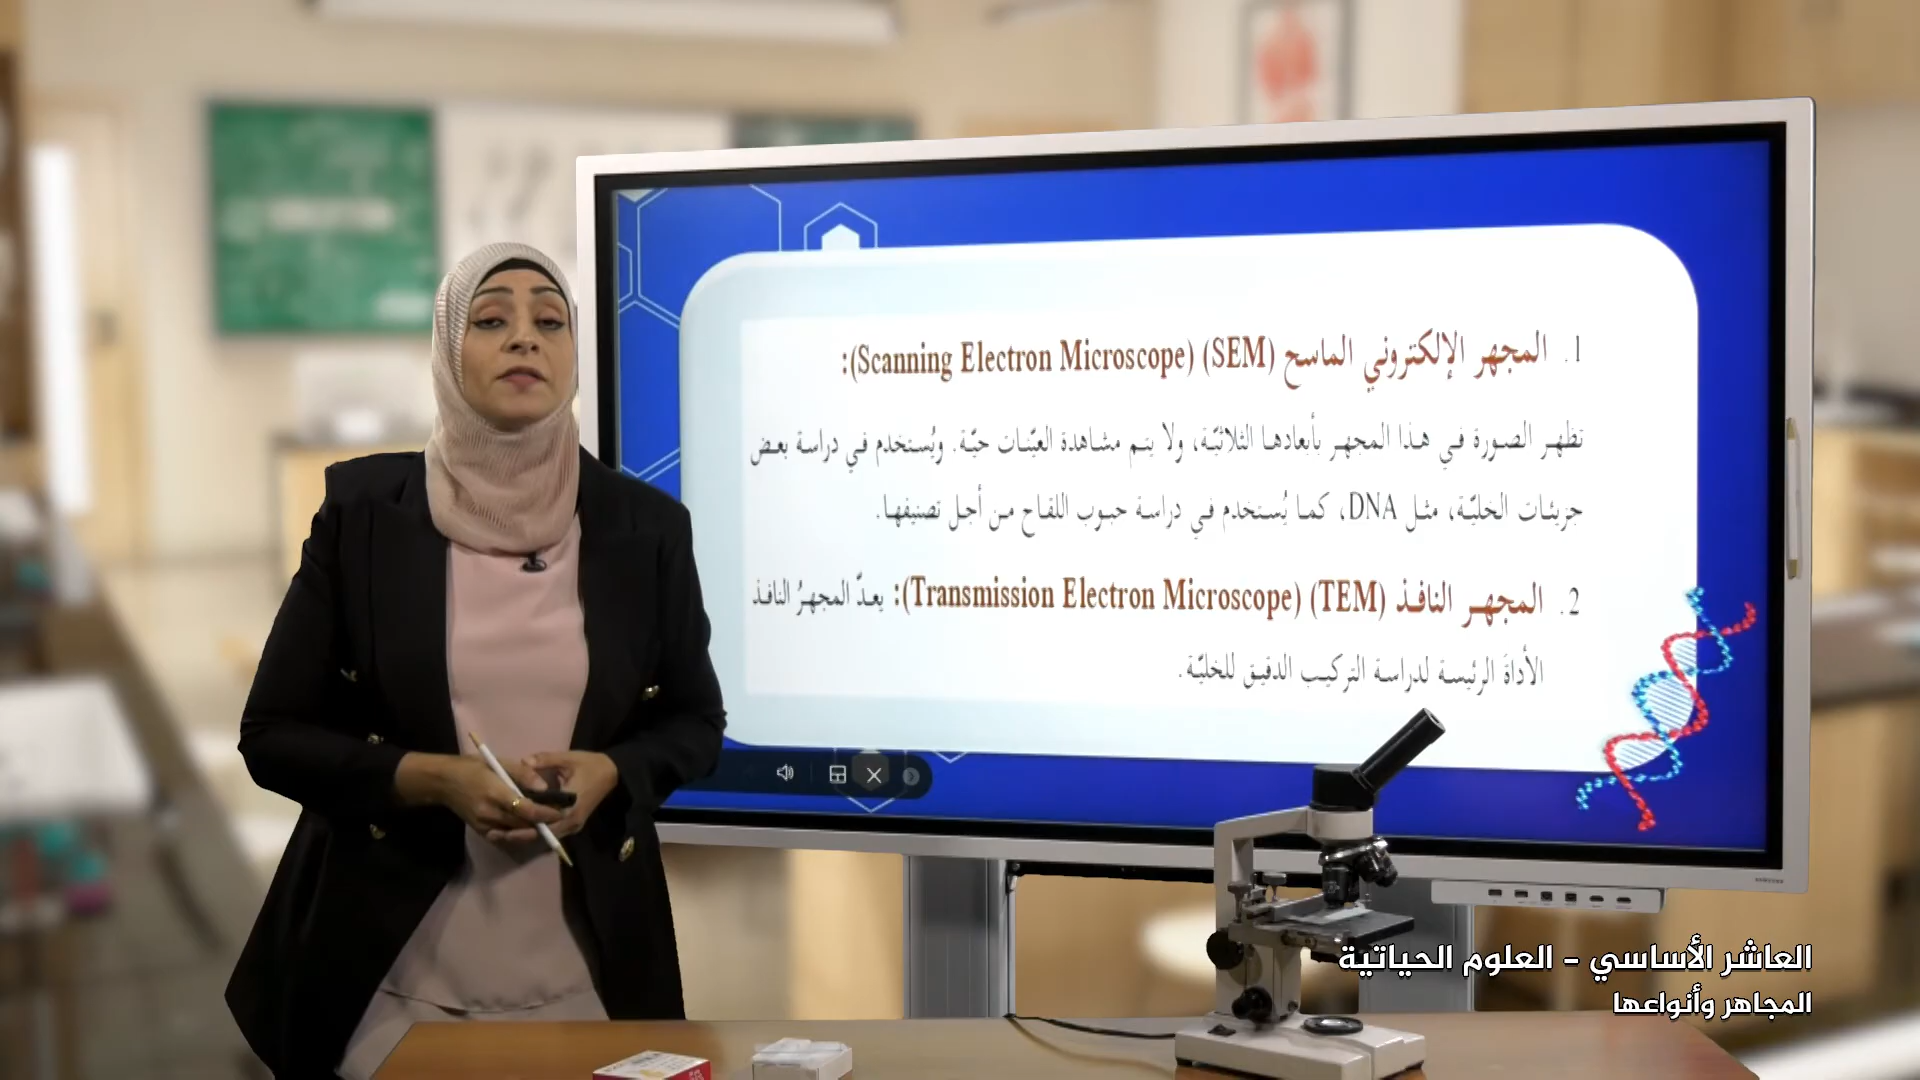 1. المجهر الإلكتروني الماسح (SEM) (Scanning Electron Microscope):
تظهر الصورة في هذا المجهر بأبعادها الثلاثيّة، ولا يتم مشاهدة العيّنات حيّة. ويُستخدم في دراسة بعض
جزيئات الخليّة، مثل DNA، كما يُستخدم في دراسة حبوب اللقاح من أجل تصنيفها.
2. المجهر النافذ (TEM) (Transmission Electron Microscope): يعدّ المجهرُ النافذ
الأداةَ الرئيسة لدراسة التركيب الدقيق للخليّة.
العاشر الأساسي - العلوم الحياتية
المجاهر وأنواعها